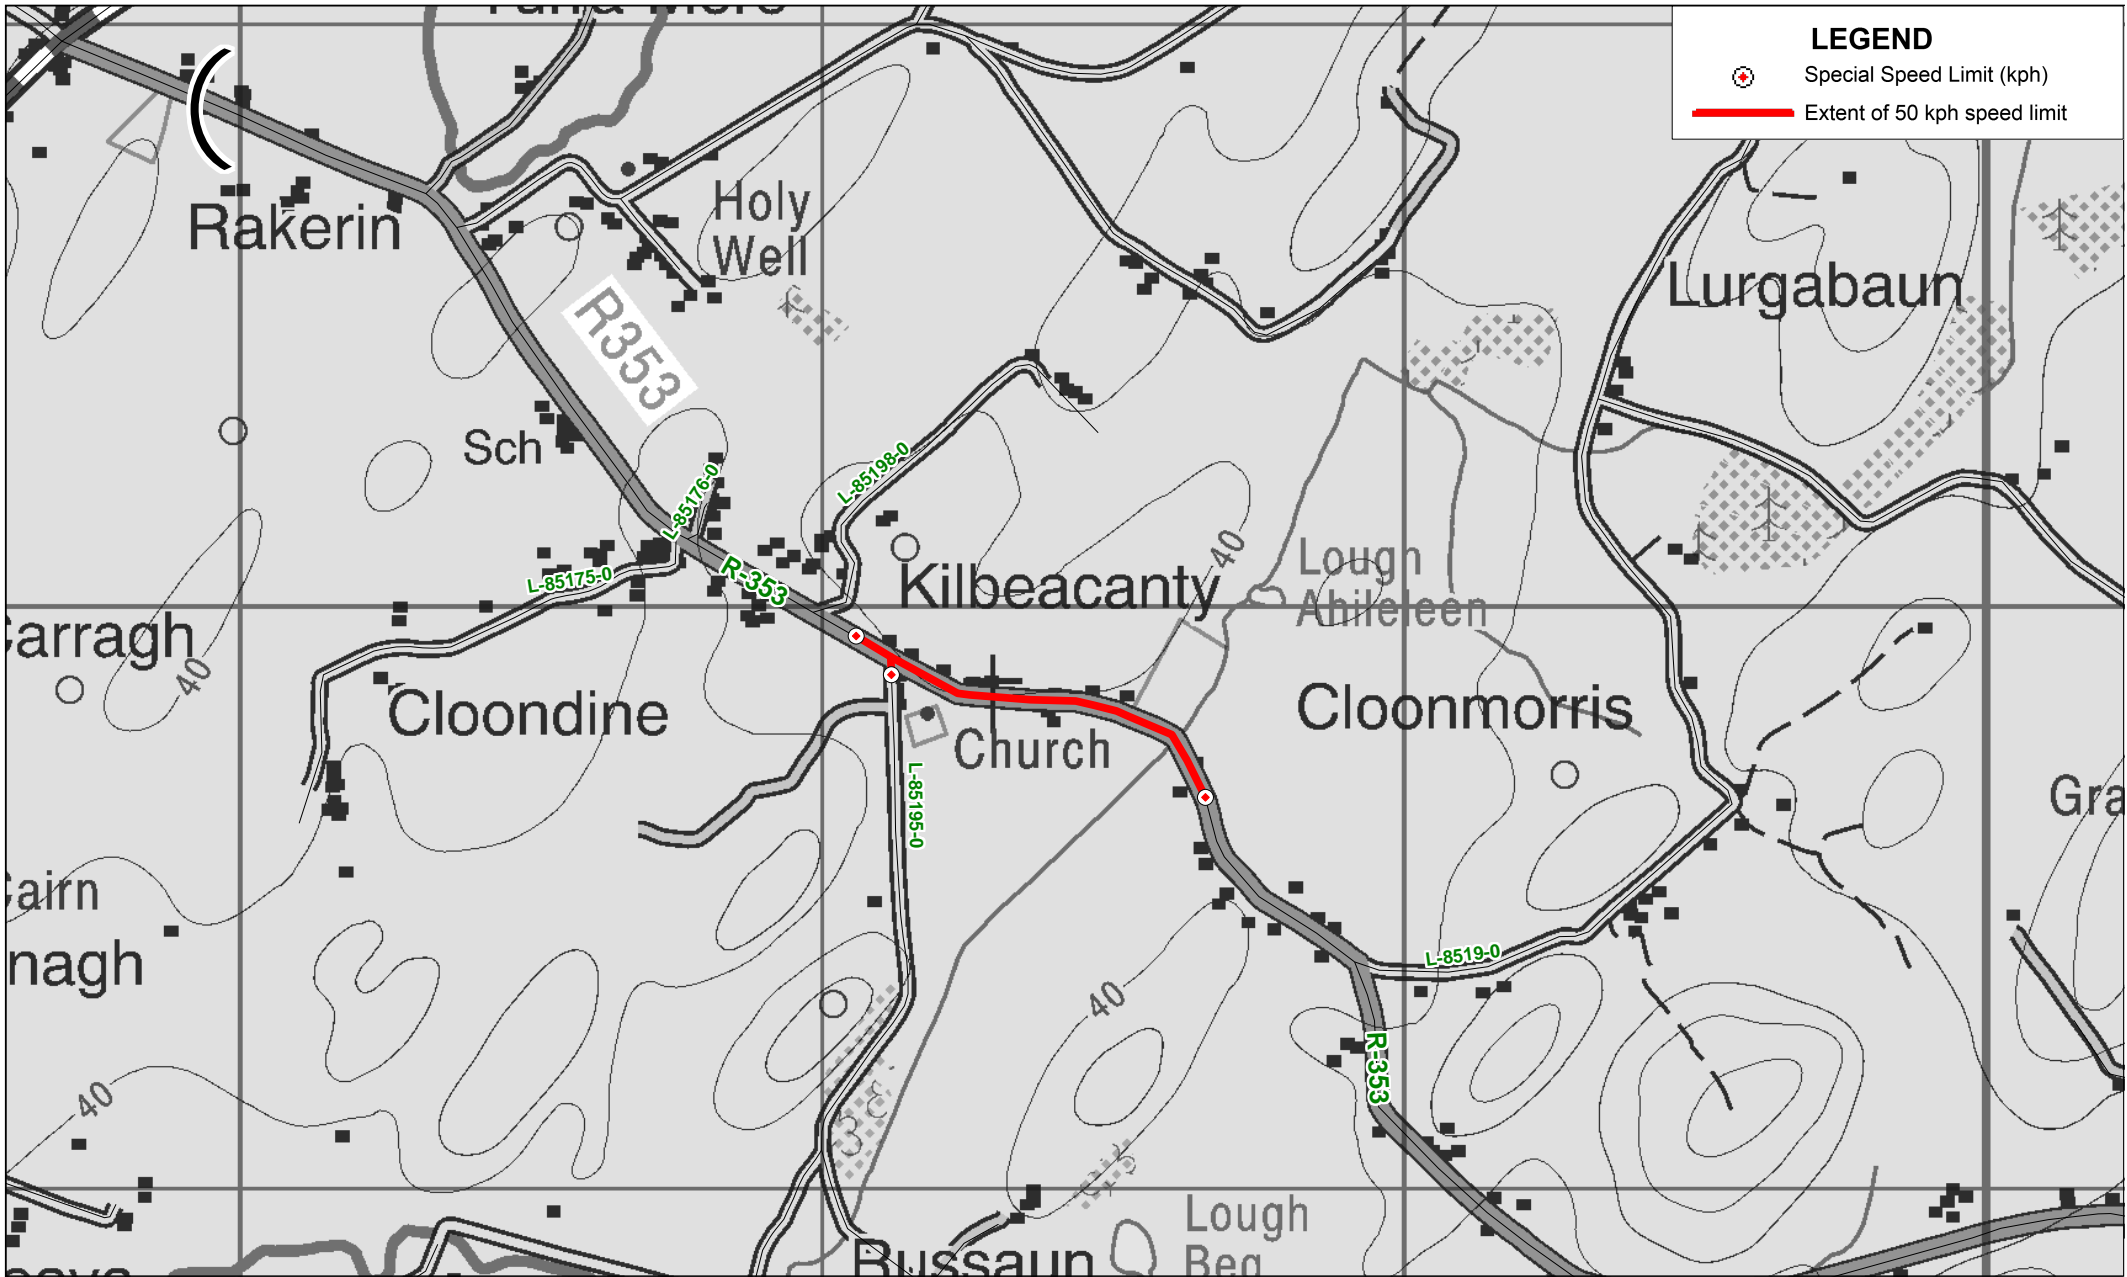 LEGEND
Special Speed Limit (kph)
Extent of 50 kph speed limit
Rakerin
Holy
Well
Lurgabaun
R353
Sch
L-85176-0
L-85198-0
L-85175-0
R-353
Kilbeacanty
40
Lough
Ahileleen
arragh
40
Cloondine
Church
Cloonmorris
L-85195-0
Gra
airn
nagh
L-8519-0
40
R-353
40
Lough
Beg
Russaun